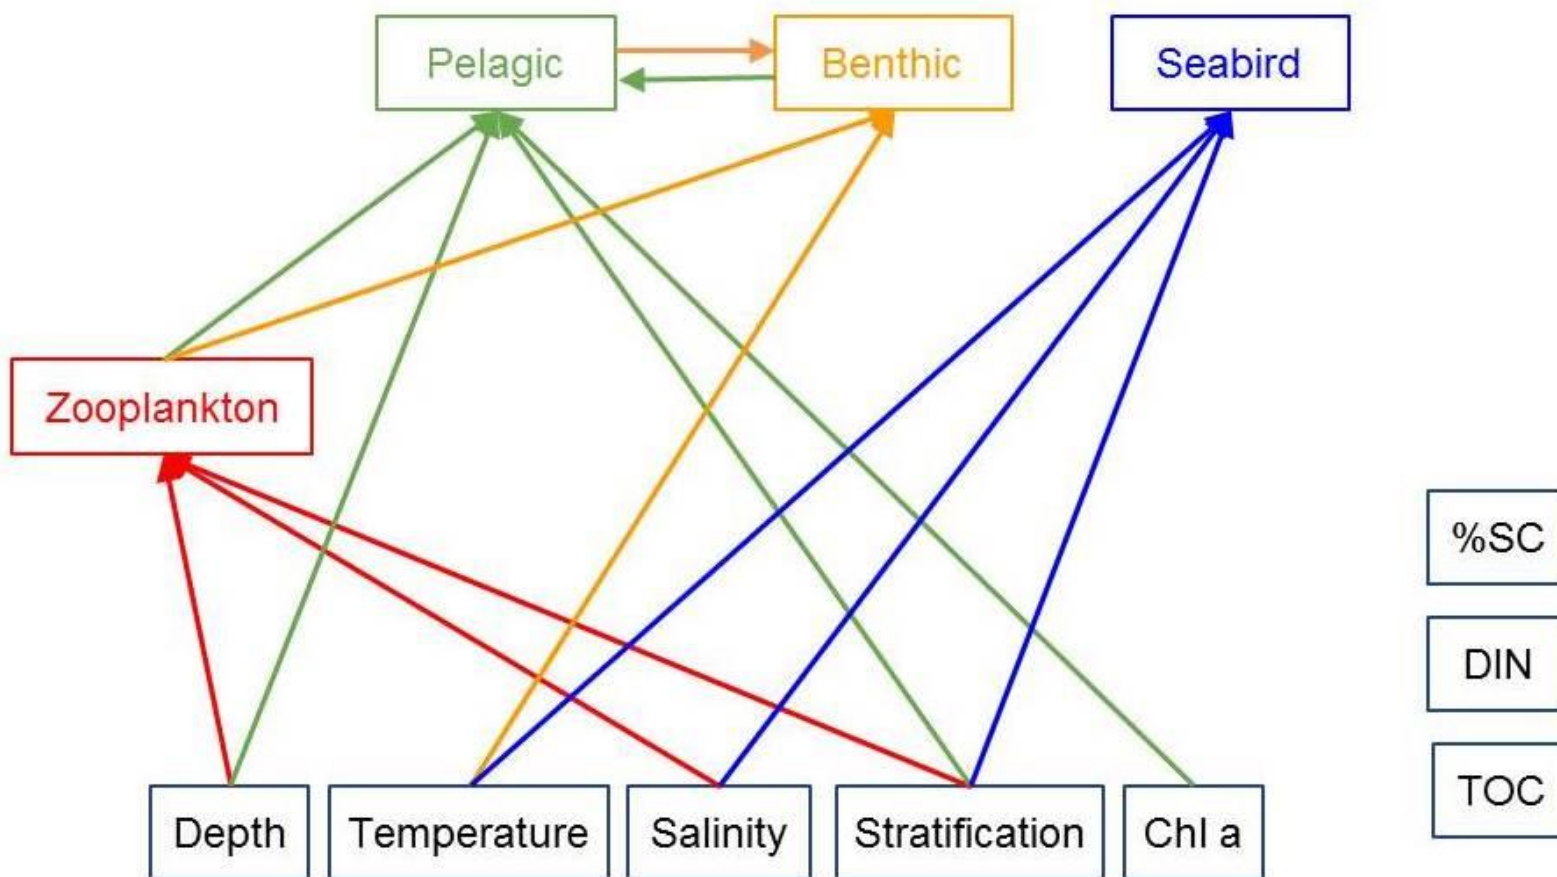 Pelagic
Benthic
Seabird
Zooplankton
%SC
DIN
TOC
Depth
Temperature
Salinity
Stratification
Chl a